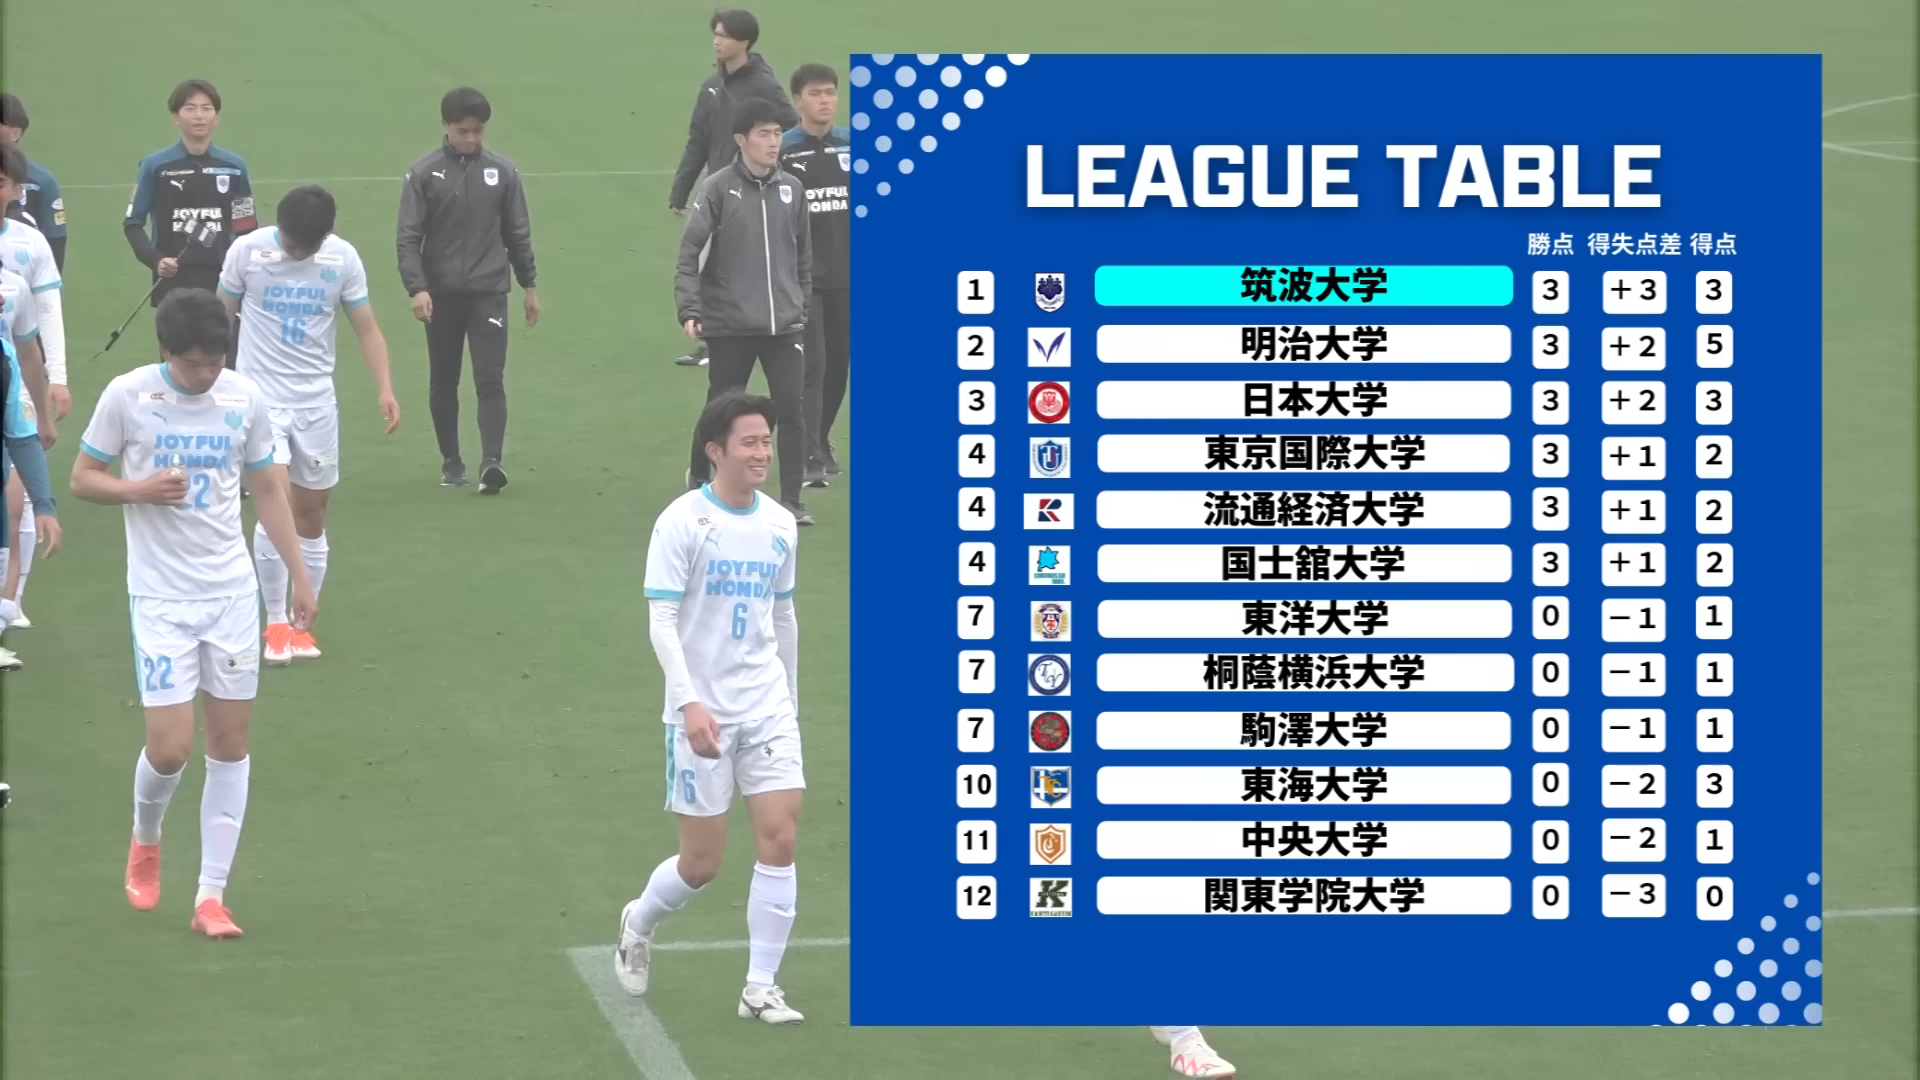 LEAGUE TABLE
勝点 得失点差 得点
1 筑波大学 3 +3 3
2 明治大学 3 +2 5
3 日本大学 3 +2 3
4 東京国際大学 3 +1 2
4 流通経済大学 3 +1 2
4 国士舘大学 3 +1 2
7 東洋大学 0 -1 1
7 桐蔭横浜大学 0 -1 1
7 駒澤大学 0 -1 1
10 東海大学 0 -2 3
11 中央大学 0 -2 1
12 関東学院大学 0 -3 0
JOYFUL
HONDA
16
JOYFUL
HONDA
22
22
JOYFUL
HONDA
6
6
JOYFUL
HONDA